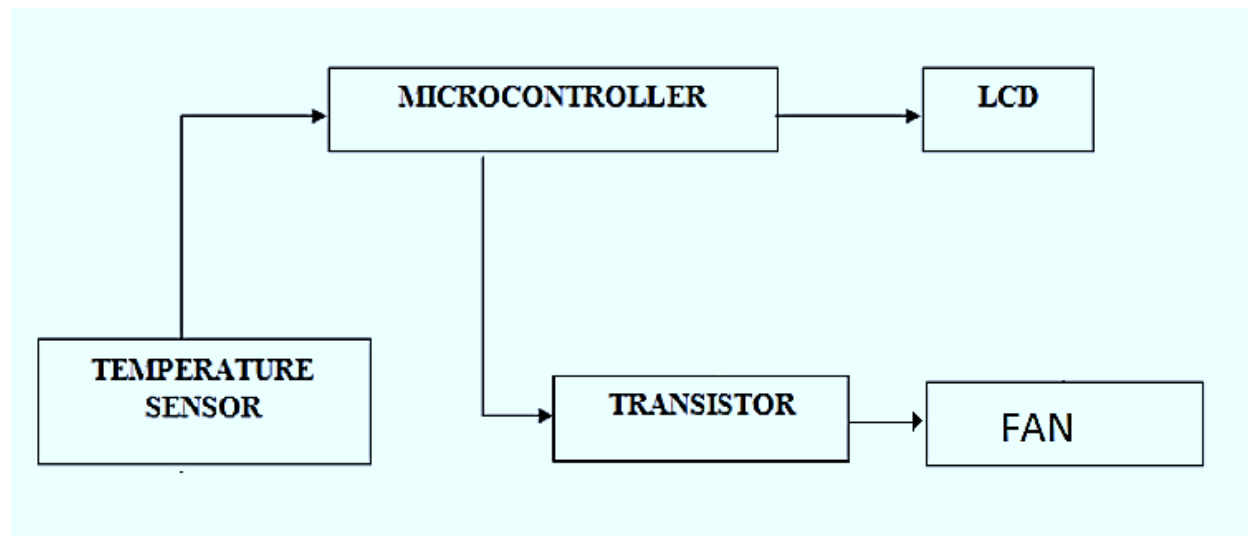 MICROCONTROLLER
LCD
TEMPERATURE
SENSOR
TRANSISTOR
FAN